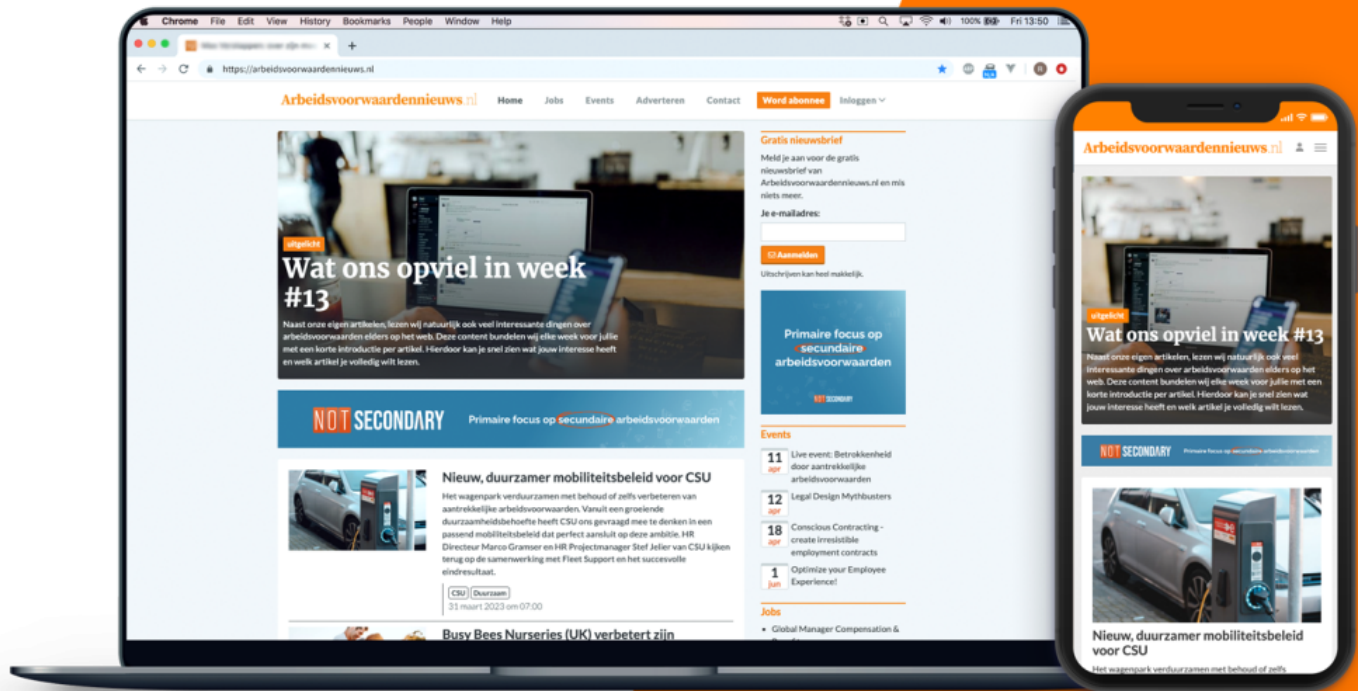 Chrome File Edit View History Bookmarks People Window Help
100%
Fri 13:50
https://arbeidsvoorwaardennieuws.nl
Arbeidsvoorwaardennieuws.nl
Home Jobs Events Adverteren Contact Word abonnee Inloggen
uitgelicht
Wat ons opviel in week
#13
Naast onze eigen artikelen, lezen wij natuurlijk ook veel interessante dingen over
arbeidsvoorwaarden elders op het web. Deze content bundelen wij elke week voor jullie
met een korte introductie per artikel. Hierdoor kan je snel zien wat jouw interesse heeft
en welk artikel je volledig wilt lezen.
NOT SECONDARY
Primaire focus op secundaire arbeidsvoorwaarden
Nieuw, duurzamer mobiliteitsbeleid voor CSU
Het wagenpark verduurzamen met behoud of zelfs verbeteren van
aantrekkelijke arbeidsvoorwaarden. Vanuit een groeiende
duurzaamheidsbehoefte heeft CSU ons gevraagd mee te denken in een
passend mobiliteitsbeleid dat perfect aansluit op deze ambitie. HR
Directeur Marco Gramser en HR Projectmanager Stef Jelier van CSU kijken
terug op de samenwerking met Fleet Support en het succesvolle
eindresultaat.
CSU Duurzaam
31 maart 2023 om 07:00
Busy Bees Nurseries (UK) verbetert zijn
Gratis nieuwsbrief
Meld je aan voor de gratis
nieuwsbrief van
Arbeidsvoorwaardennieuws.nl en mis
niets meer.
Je e-mailadres:
Aanmelden
Uitschrijven kan heel makkelijk.
Primaire focus op
secundaire
arbeidsvoorwaarden
NOT SECONDARY
Events
11 apr
Live event: Betrokkenheid
door aantrekkelijke
arbeidsvoorwaarden
12 apr
Legal Design Mythbusters
18 apr
Conscious Contracting -
create irresistible
employment contracts
1 jun
Optimize your Employee
Experience!
Jobs
Global Manager Compensation &
Arbeidsvoorwaardennieuws.nl
uitgelicht
Wat ons opviel in week #13
Naast onze eigen artikelen, lezen wij natuurlijk ook veel
interessante dingen over arbeidsvoorwaarden elders op het
web. Deze content bundelen wij elke week voor jullie met een
korte introductie per artikel. Hierdoor kan je snel zien wat
jouw interesse heeft en welk artikel je volledig wilt lezen.
NOT SECONDARY
Primaire focus op secundaire arbeidsvoorwaarden
Nieuw, duurzamer mobiliteitsbeleid
voor CSU
Het wagenpark verduurzamen met behoud of zelfs